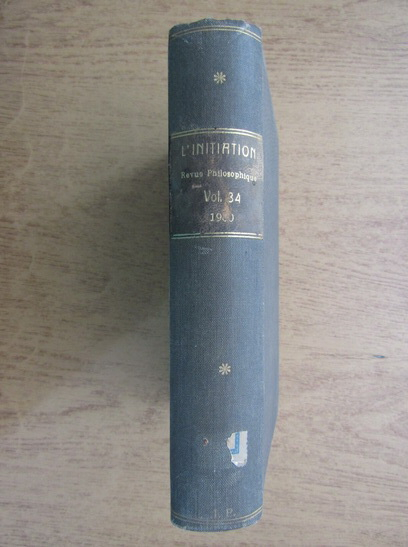 L'INITIATION
Revue Philosophique
Vol. 34
I. P.